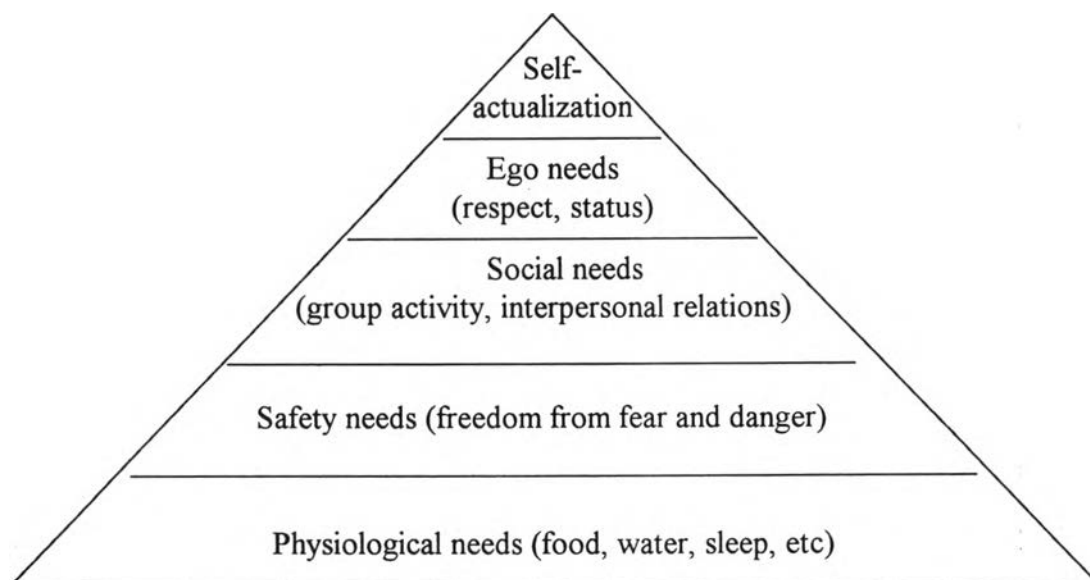 Self-
actualization
Ego needs
(respect, status)
Social needs
(group activity, interpersonal relations)
Safety needs (freedom from fear and danger)
Physiological needs (food, water, sleep, etc)